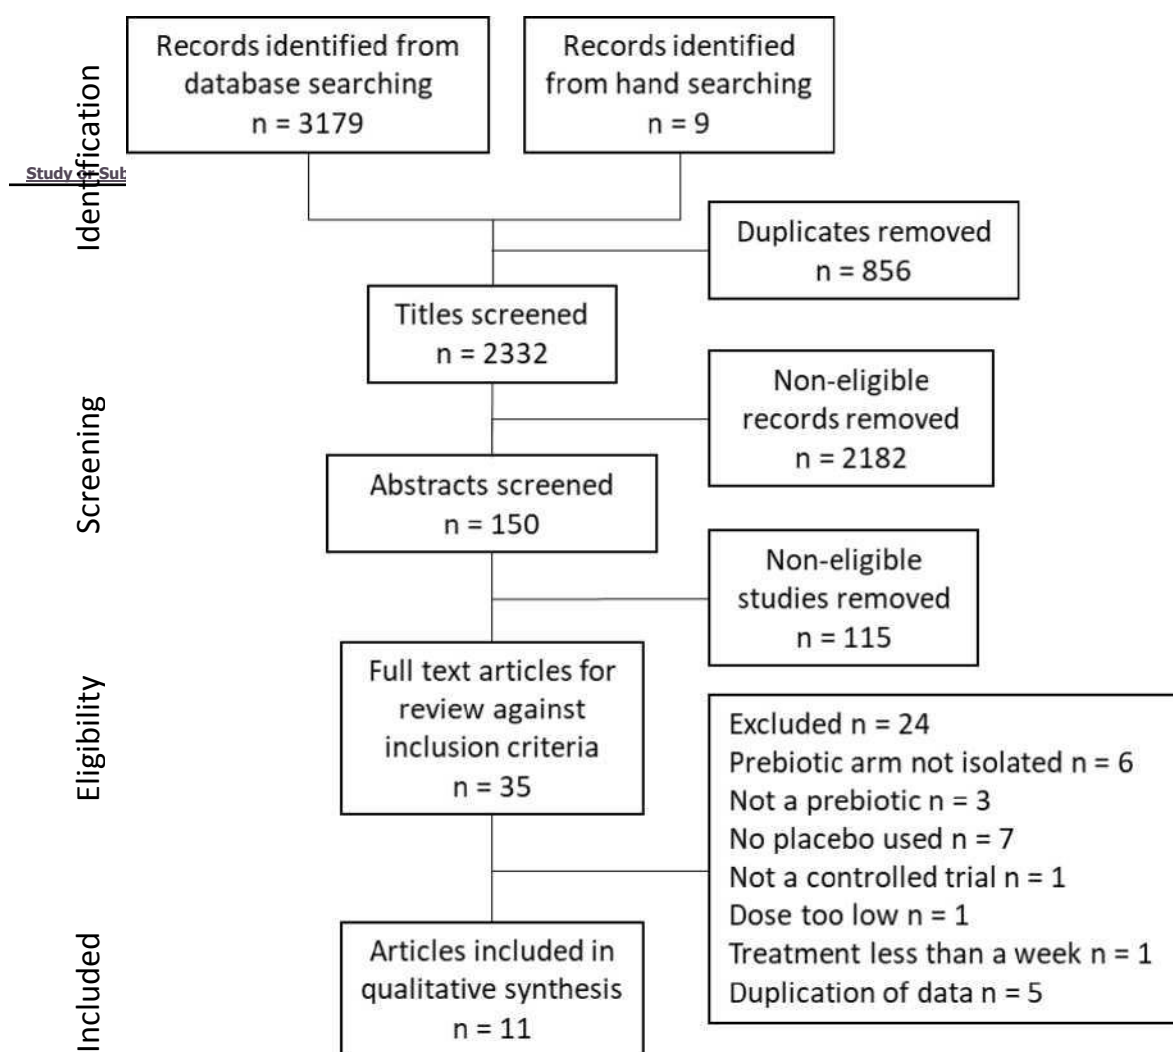 Records identified from
database searching
n = 3179
Records identified
from hand searching
n = 9
Identification
Study or Sub
Duplicates removed
n = 856
Titles screened
n = 2332
Screening
Non-eligible
records removed
n = 2182
Abstracts screened
n = 150
Non-eligible
studies removed
n = 115
Eligibility
Full text articles for
review against
inclusion criteria
n = 35
Excluded n = 24
Prebiotic arm not isolated n = 6
Not a prebiotic n = 3
No placebo used n = 7
Not a controlled trial n = 1
Dose too low n = 1
Treatment less than a week n = 1
Duplication of data n = 5
Included
Articles included in
qualitative synthesis
n = 11